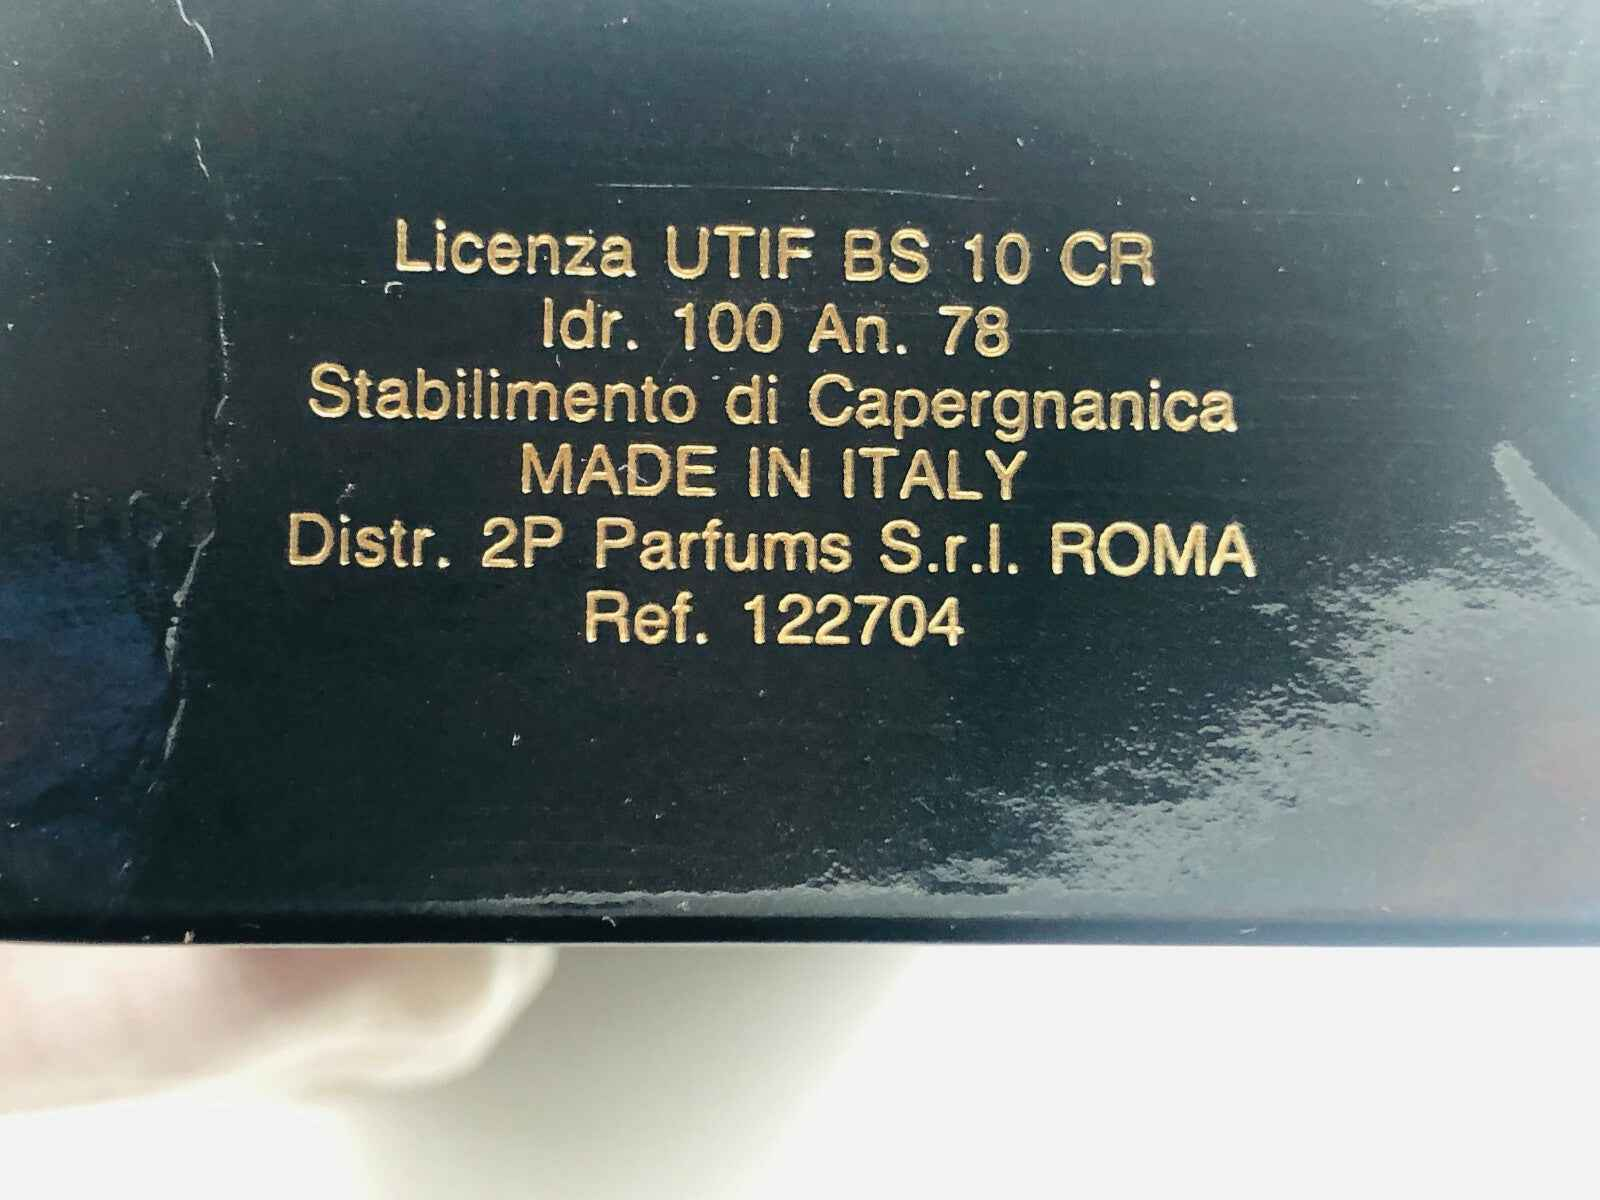 Licenza UTIF BS 10 CR
Idr. 100 An. 78
Stabilimento di Capergnanica
MADE IN ITALY
Distr. 2P Parfums S.r.l. ROMA
Ref. 122704